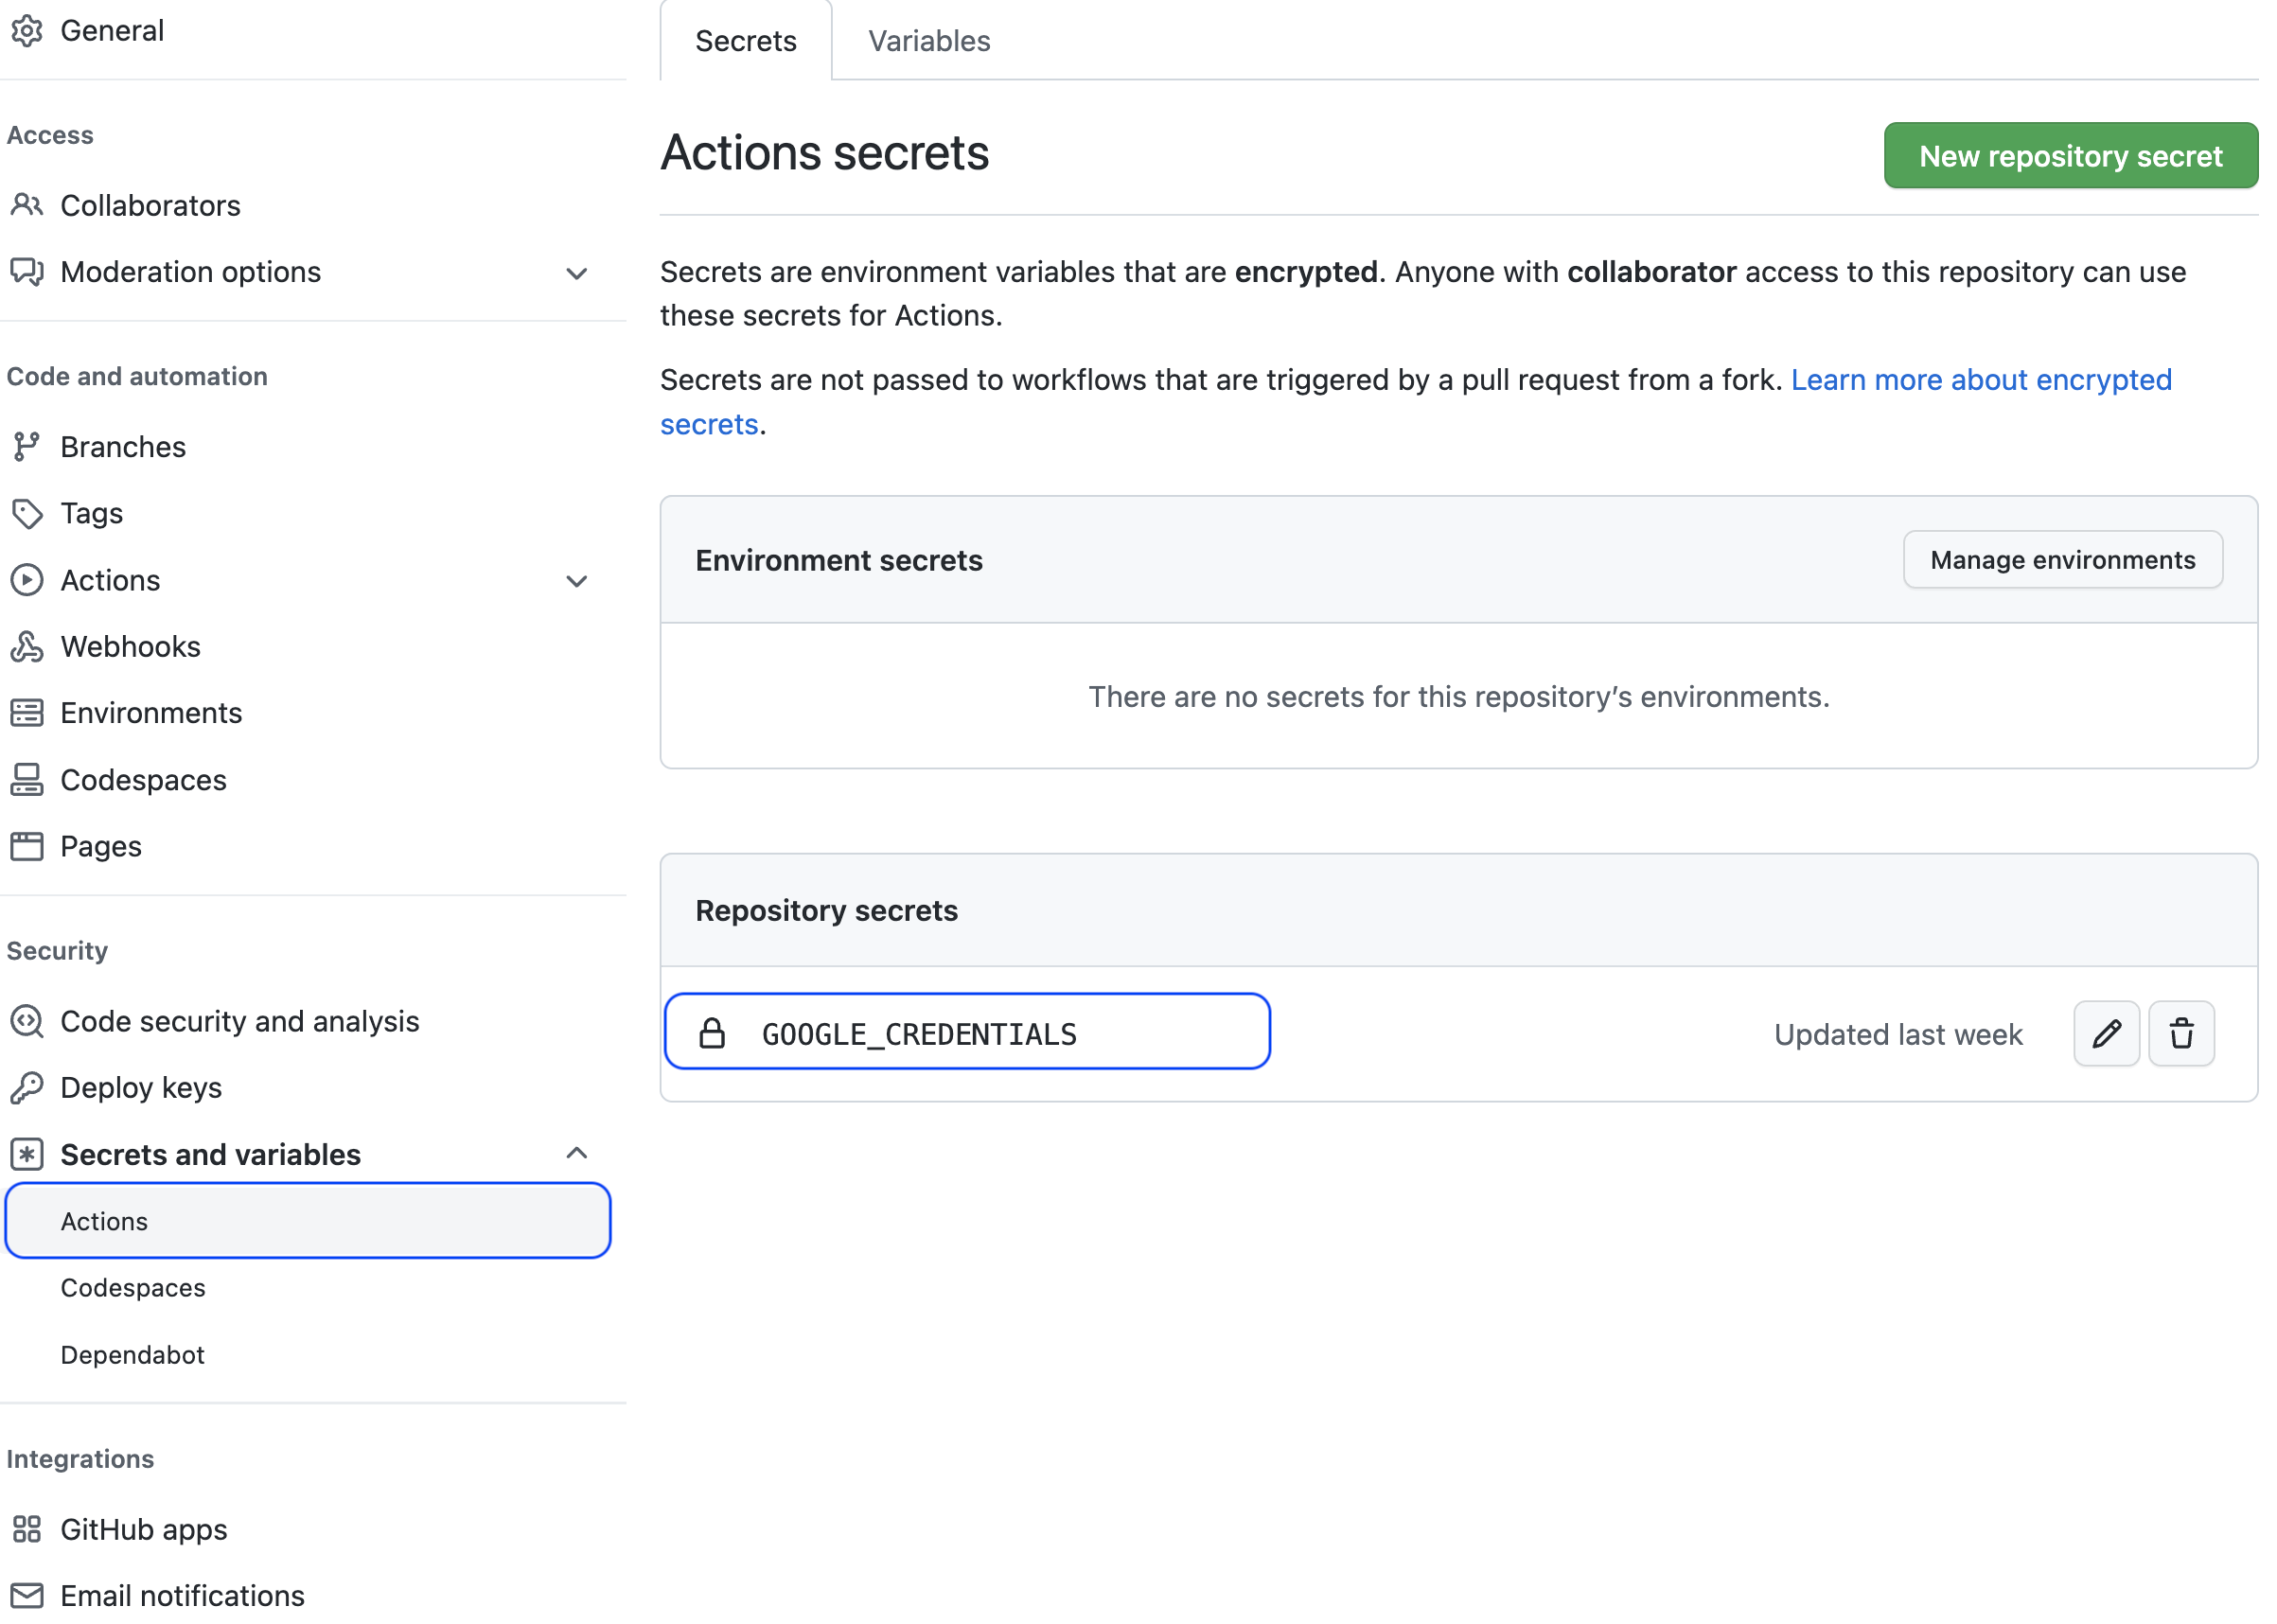 General
Access
Collaborators
Moderation options
Code and automation
Branches
Tags
Actions
Webhooks
Environments
Codespaces
Pages
Security
Code security and analysis
Deploy keys
Secrets and variables
Actions
Codespaces
Dependabot
Integrations
GitHub apps
Email notifications
Secrets
Variables
Actions secrets
New repository secret
Secrets are environment variables that are encrypted. Anyone with collaborator access to this repository can use
these secrets for Actions.
Secrets are not passed to workflows that are triggered by a pull request from a fork. Learn more about encrypted
secrets.
Environment secrets
Manage environments
There are no secrets for this repository’s environments.
Repository secrets
GOOGLE_CREDENTIALS
Updated last week